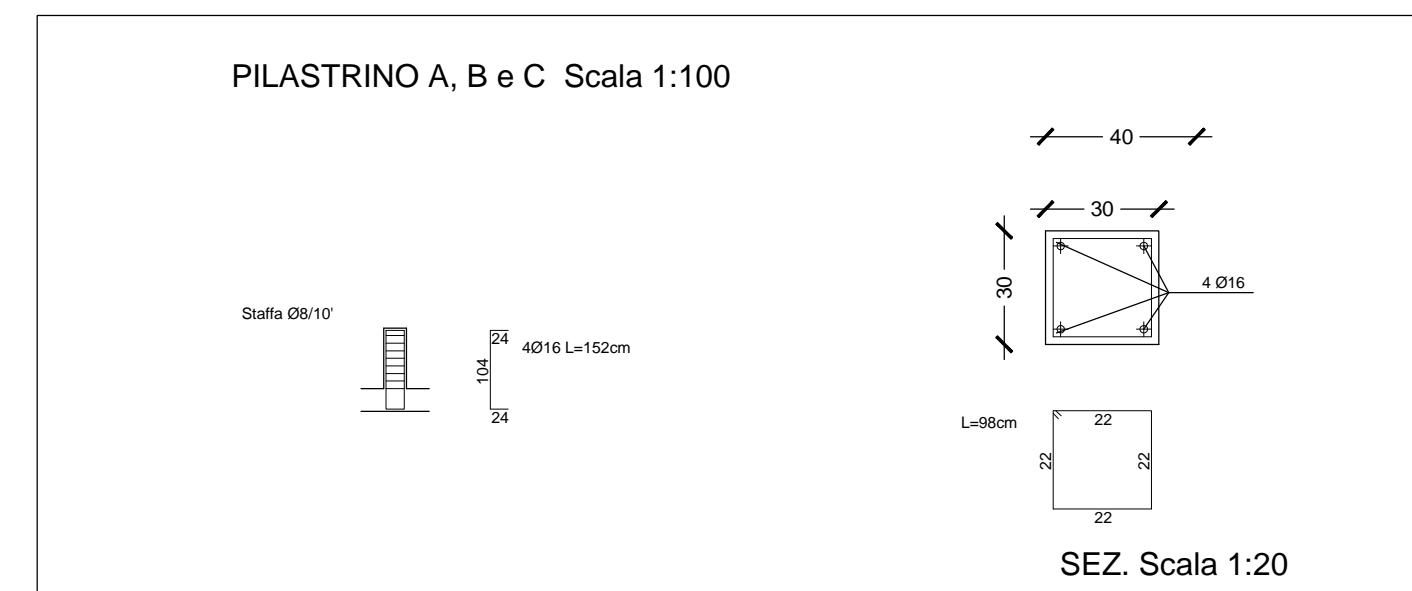 PILASTRINO A, B e C Scala 1:100
40
30
30
4 Ø16
Staffa Ø8/10'
24
104
24
4Ø16 L=152cm
L=98cm
22
22
22
22
SEZ. Scala 1:20